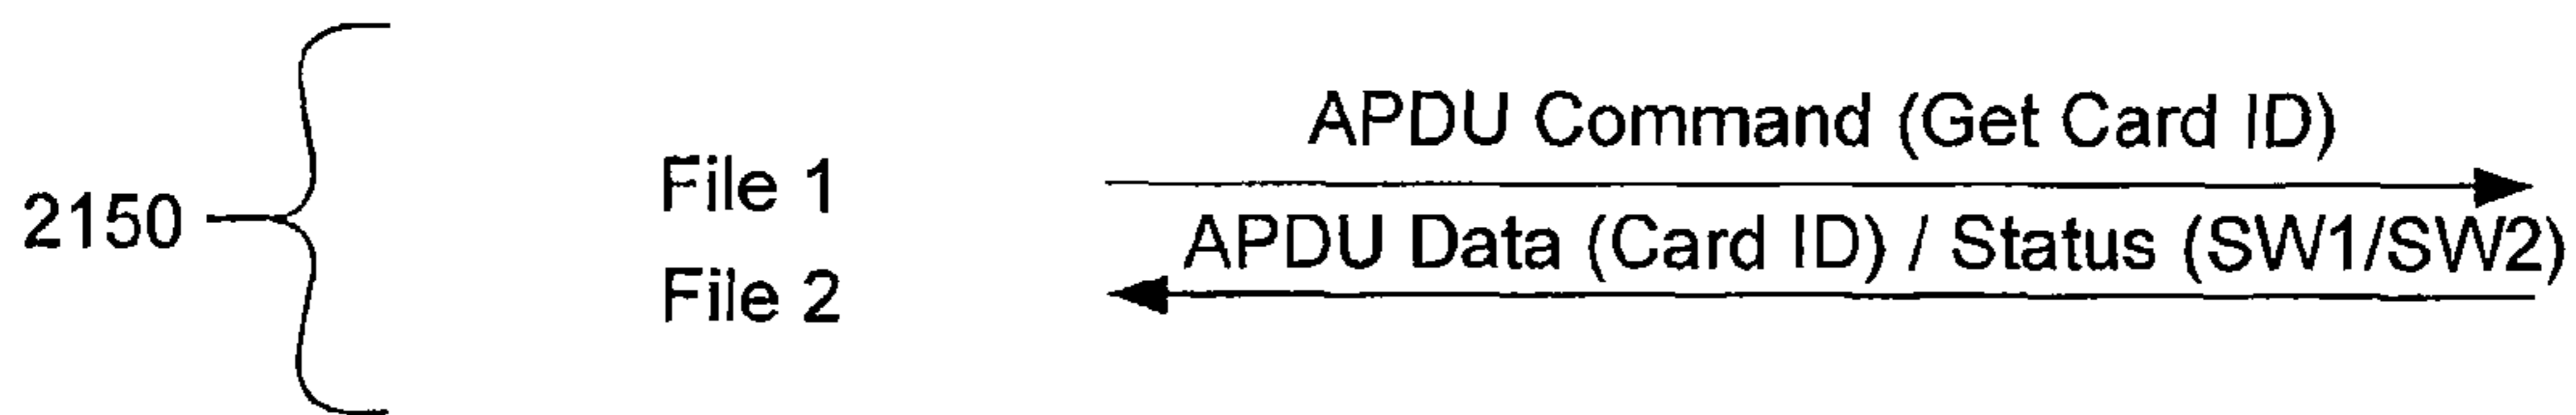 APDU Command (Get Card ID)
File 1
2150
APDU Data (Card ID) / Status (SW1/SW2)
File 2